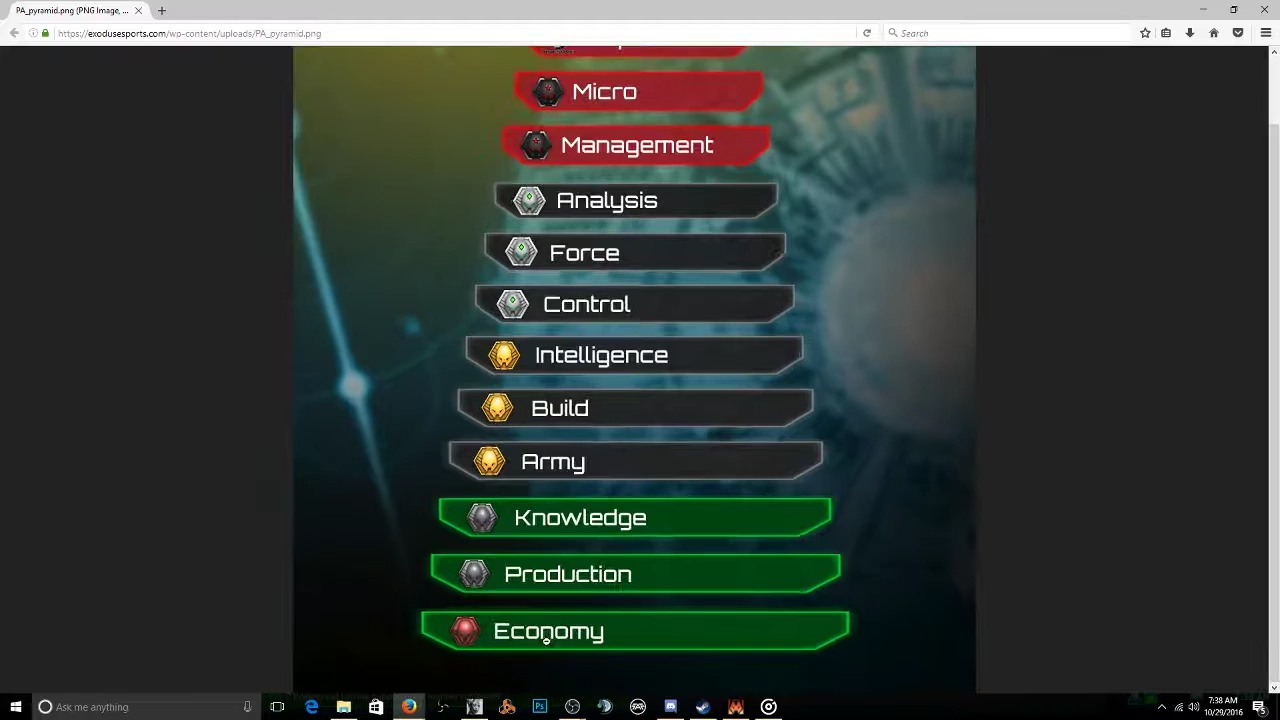 PA_pyramid.png (PNG Image, ...
https://exodusesports.com/wp-content/uploads/PA_pyramid.png
Search
Micro
Management
Analysis
Force
Control
Intelligence
Build
Army
Knowledge
Production
Economy
Ask me anything
7:38 AM
10/29/2016